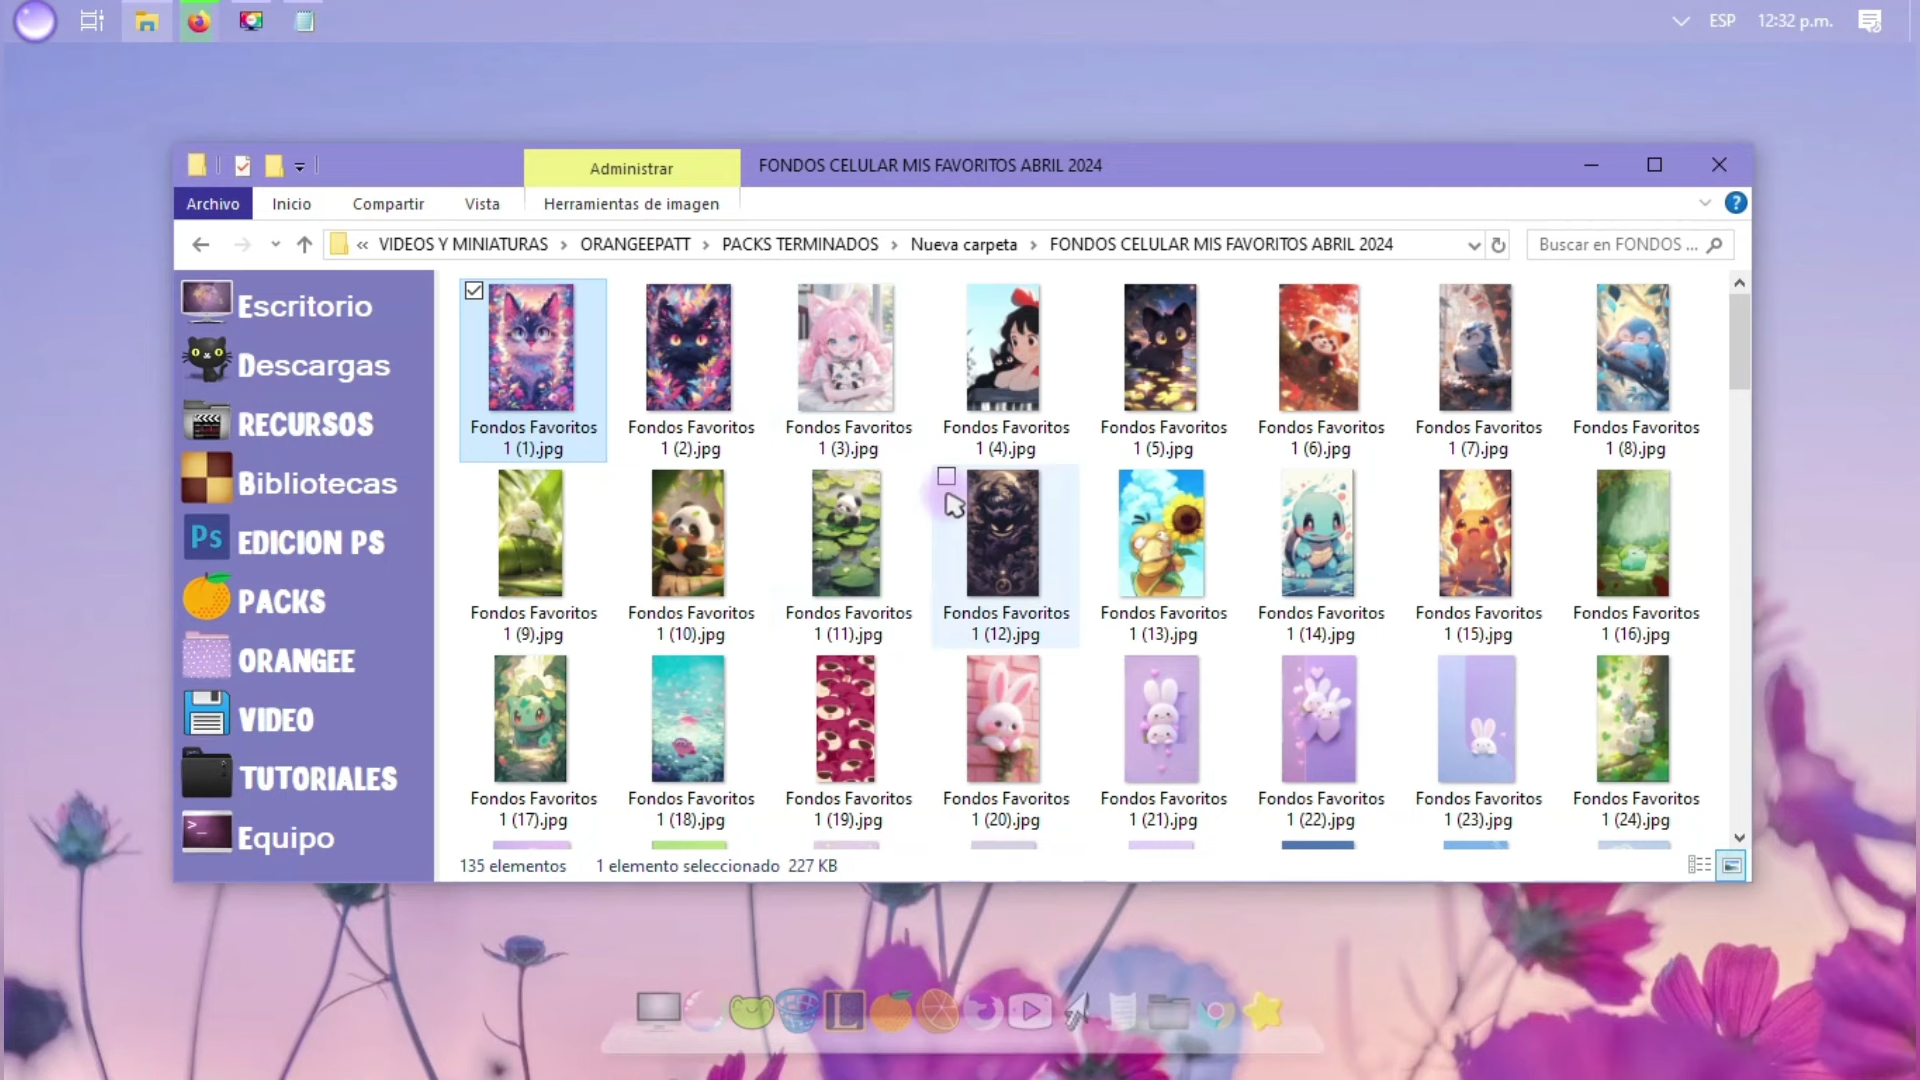 ESP 12:32 p.m.
Administrar FONDOS CELULAR MIS FAVORITOS ABRIL 2024
Archivo Inicio Compartir Vista Herramientas de imagen
« VIDEOS Y MINIATURAS › ORANGEEPATT › PACKS TERMINADOS › Nueva carpeta › FONDOS CELULAR MIS FAVORITOS ABRIL 2024 Buscar en FONDOS ...
Escritorio
Descargas
RECURSOS
Bibliotecas
Ps EDICION PS
PACKS
ORANGEE
VIDEO
TUTORIALES
Equipo
Fondos Favoritos 1 (1).jpg
Fondos Favoritos 1 (2).jpg
Fondos Favoritos 1 (3).jpg
Fondos Favoritos 1 (4).jpg
Fondos Favoritos 1 (5).jpg
Fondos Favoritos 1 (6).jpg
Fondos Favoritos 1 (7).jpg
Fondos Favoritos 1 (8).jpg
Fondos Favoritos 1 (9).jpg
Fondos Favoritos 1 (10).jpg
Fondos Favoritos 1 (11).jpg
Fondos Favoritos 1 (12).jpg
Fondos Favoritos 1 (13).jpg
Fondos Favoritos 1 (14).jpg
Fondos Favoritos 1 (15).jpg
Fondos Favoritos 1 (16).jpg
Fondos Favoritos 1 (17).jpg
Fondos Favoritos 1 (18).jpg
Fondos Favoritos 1 (19).jpg
Fondos Favoritos 1 (20).jpg
Fondos Favoritos 1 (21).jpg
Fondos Favoritos 1 (22).jpg
Fondos Favoritos 1 (23).jpg
Fondos Favoritos 1 (24).jpg
135 elementos 1 elemento seleccionado 227 KB
L